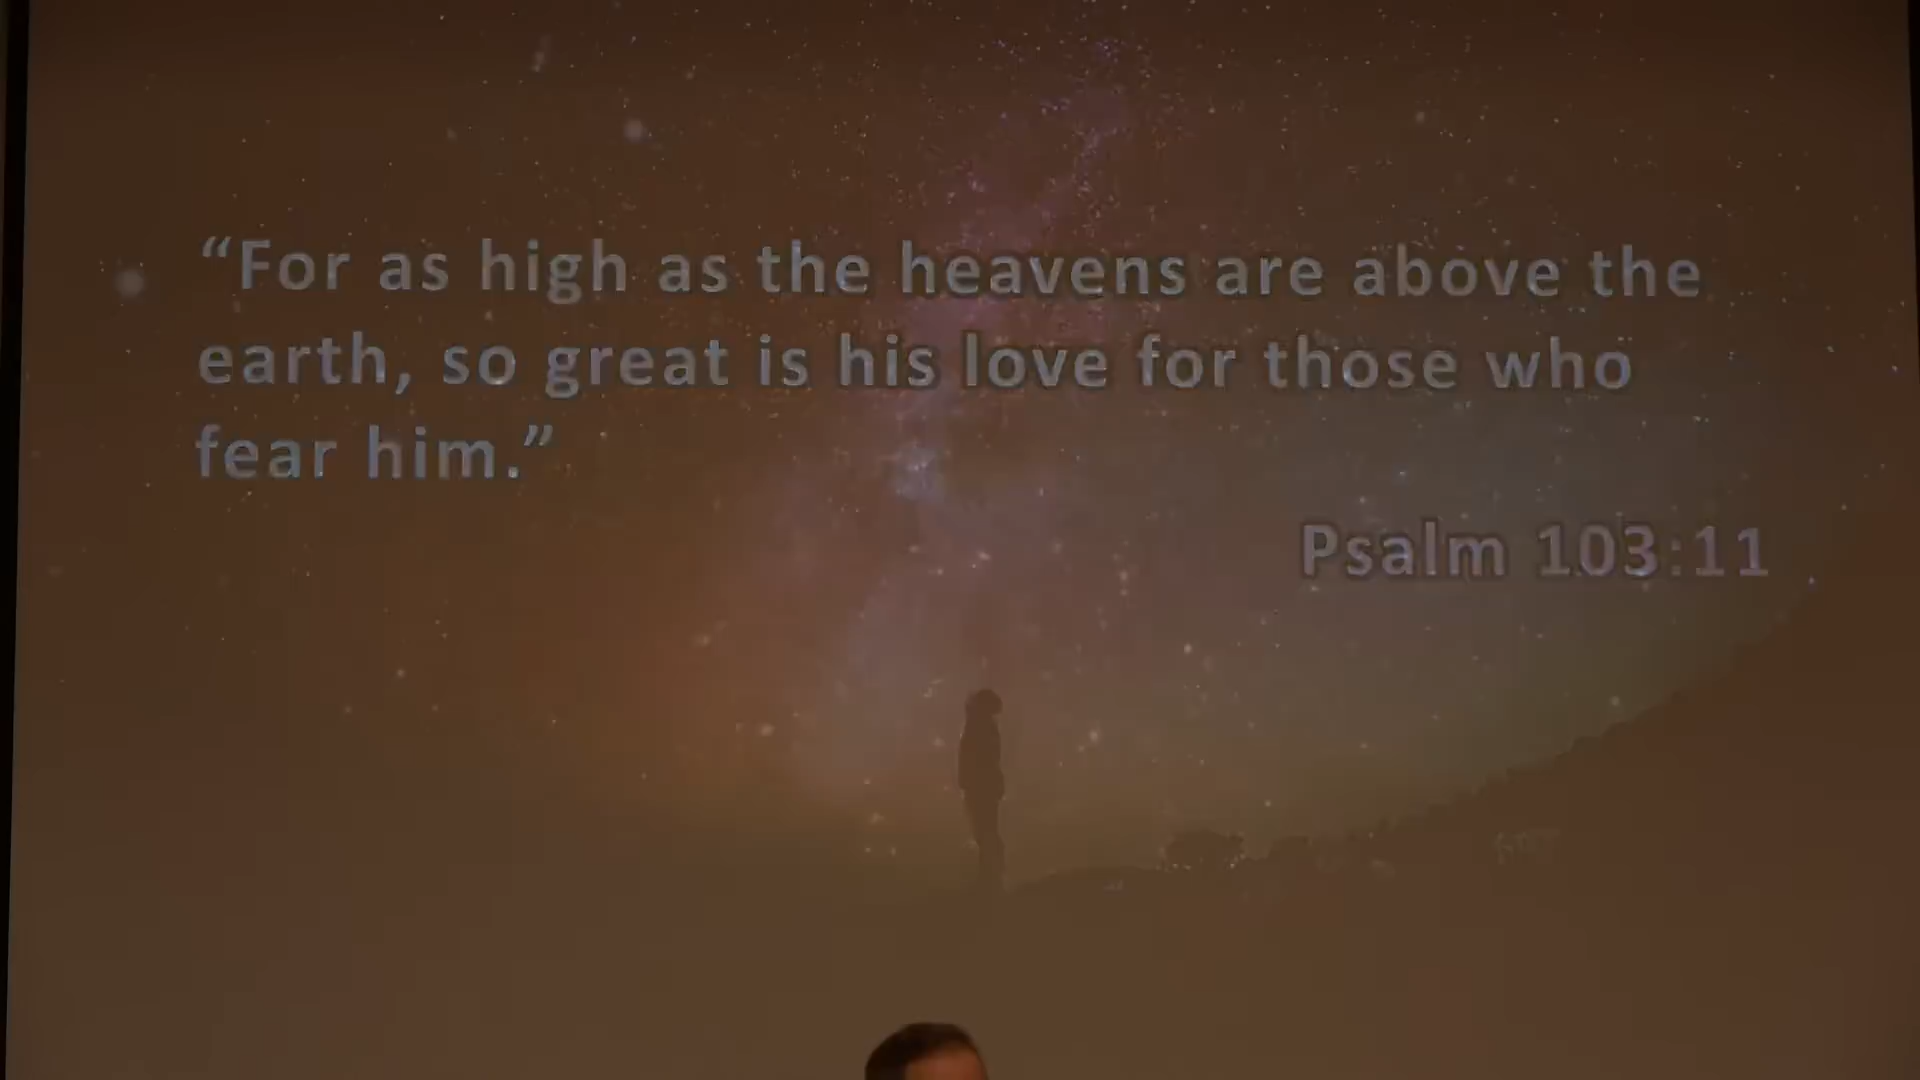 “For as high as the heavens are above the
earth, so great is his love for those who
fear him.”
Psalm 103:11